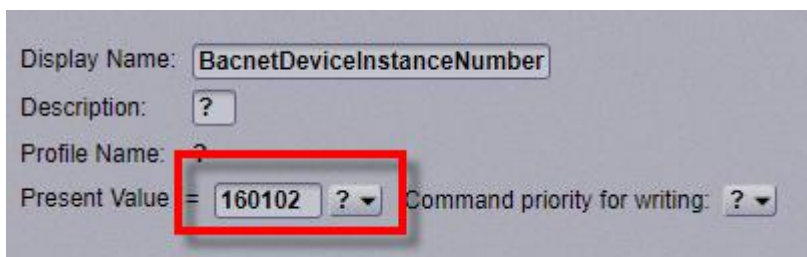 Display Name: BacnetDeviceInstanceNumber
Description: ?
Profile Name: ?
Present Value = 160102 ? Command priority for writing: ?